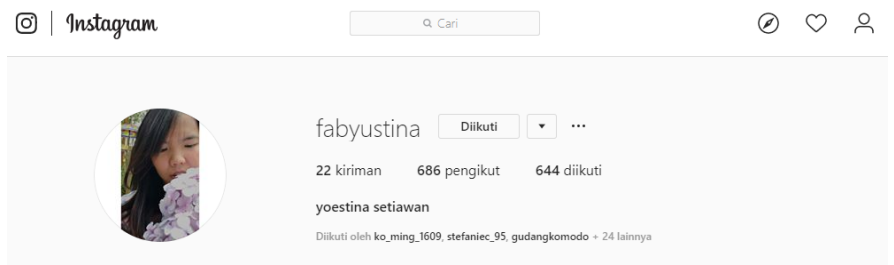 Instagram
Cari
fabyustina Diikuti
22 kiriman 686 pengikut 644 diikuti
yoestina setiawan
Diikuti oleh ko_ming_1609, stefaniec_95, gudangkomodo + 24 lainnya